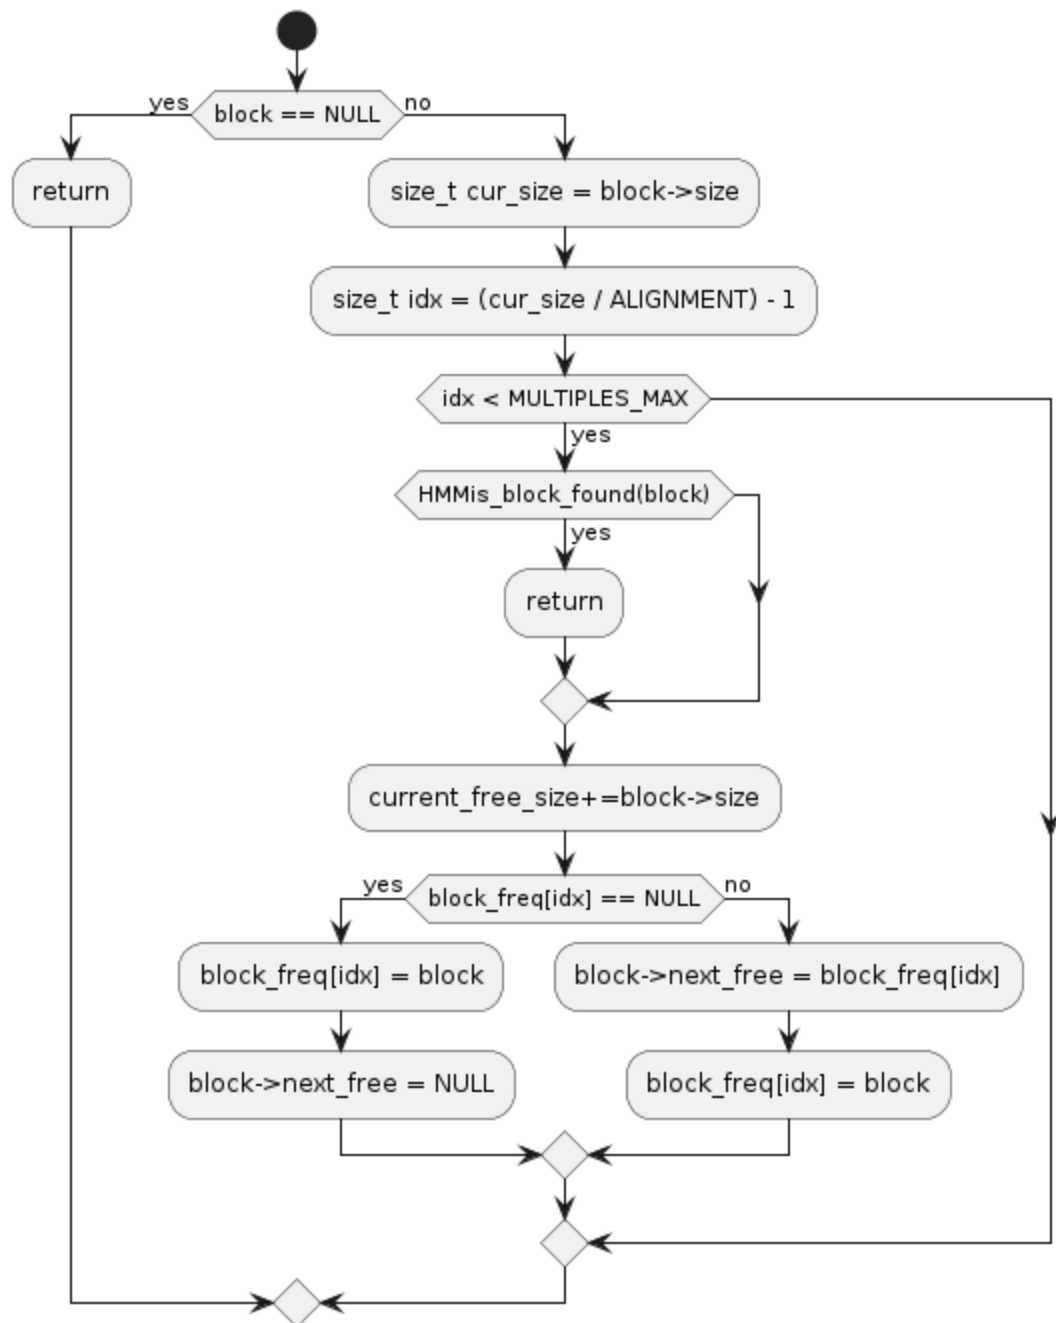 block == NULL
yes
no
return
size_t cur_size = block->size
size_t idx = (cur_size / ALIGNMENT) - 1
idx < MULTIPLES_MAX
yes
HMMis_block_found(block)
yes
return
current_free_size+=block->size
block_freq[idx] == NULL
yes
no
block_freq[idx] = block
block->next_free = NULL
block->next_free = block_freq[idx]
block_freq[idx] = block